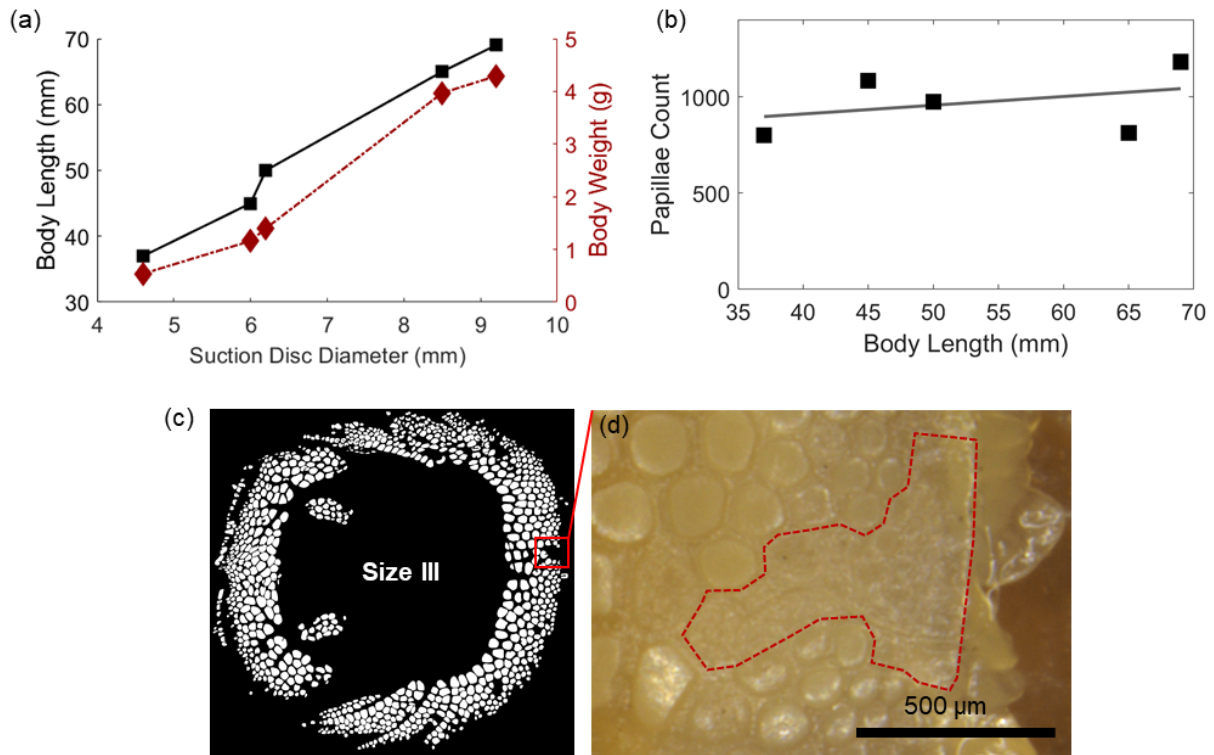 (a)
70
60
50
40
30
Body Length (mm)
5
4
3
2
1
0
Body Weight (g)
4 5 6 7 8 9 10
Suction Disc Diameter (mm)
(b)
1000
500
0
Papillae Count
35 40 45 50 55 60 65 70
Body Length (mm)
(c)
Size III
(d)
500 µm